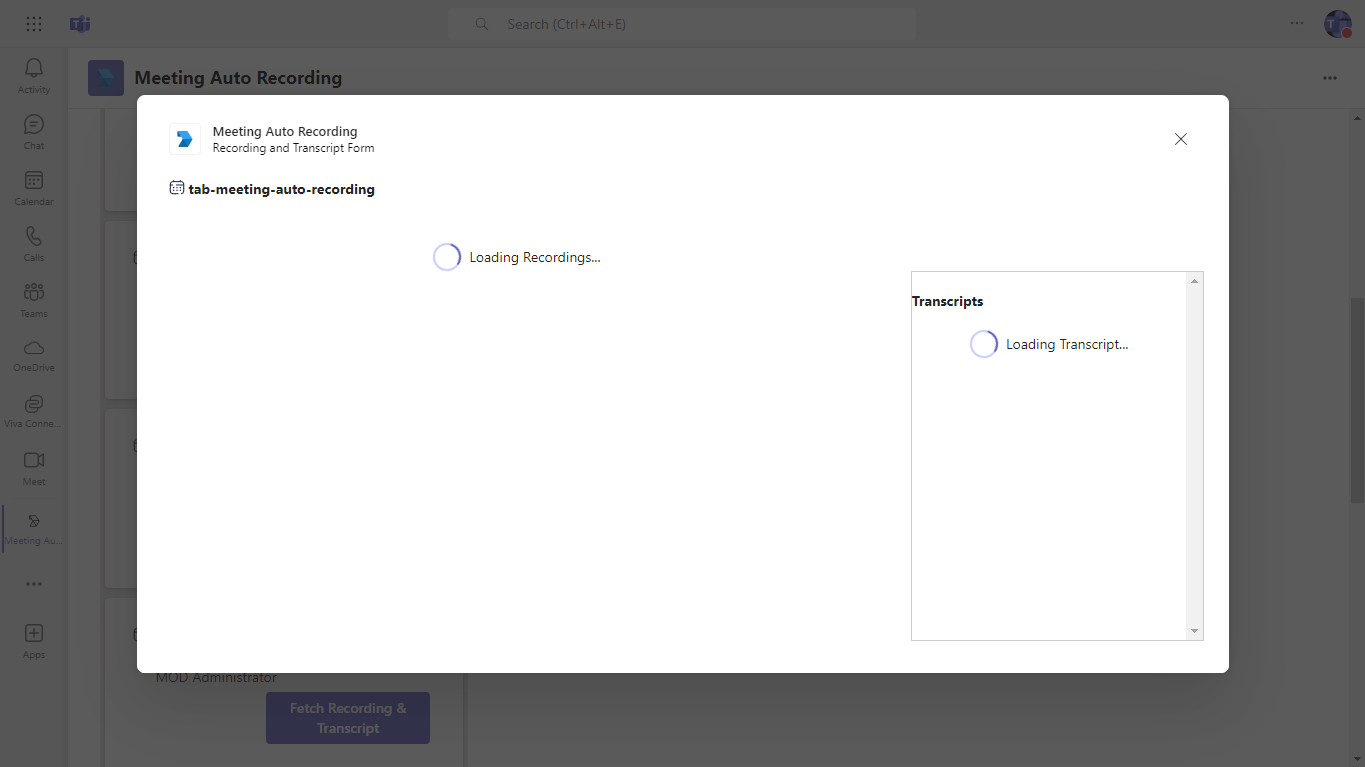 Search (Ctrl+Alt+E)
Activity
Chat
Calendar
Calls
Teams
OneDrive
Viva Conne...
Meet
Meeting Au...
Apps
Meeting Auto Recording
Meeting Auto Recording
Recording and Transcript Form
tab-meeting-auto-recording
Loading Recordings...
Transcripts
Loading Transcript...
MOD Administrator
Fetch Recording &
Transcript